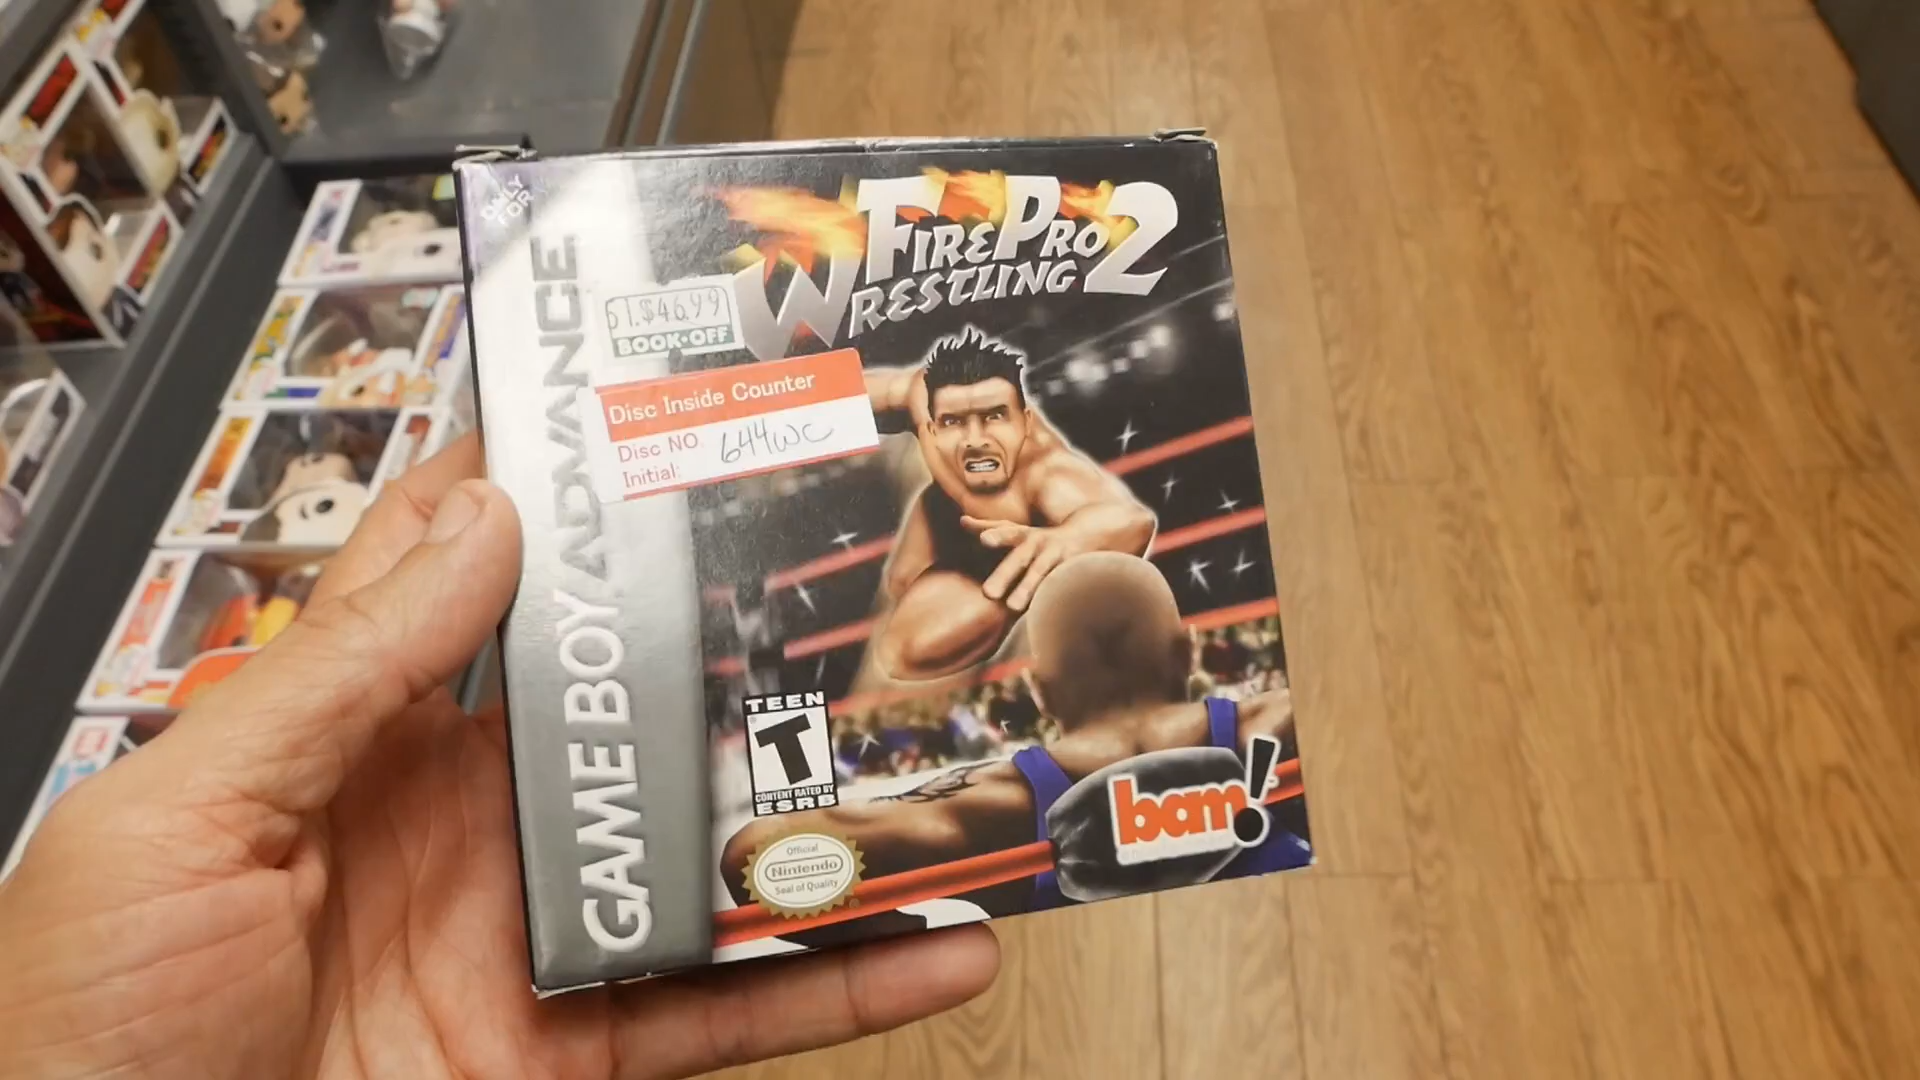 ONLY
FOR
GAME BOY ADVANCE
FIRE PRO
WRESTLING 2
51.$46.99
BOOK•OFF
Disc Inside Counter
Disc NO. 644WC
Initial:
TEEN
T
CONTENT RATED BY
ESRB
Official
Nintendo
Seal of Quality
bam!